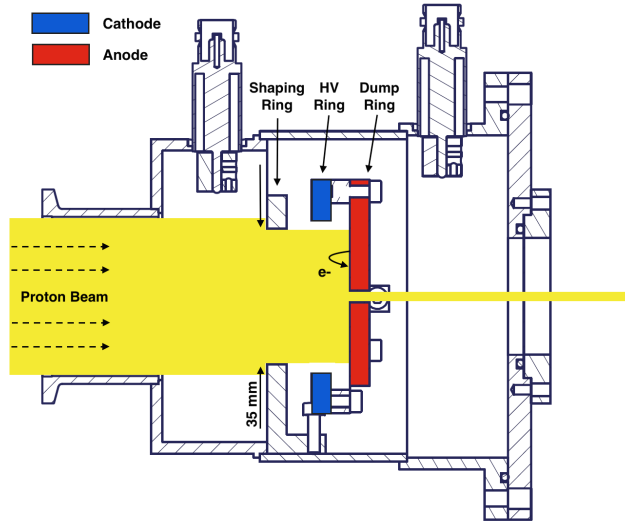 Cathode
Anode
Shaping
Ring
HV
Ring
Dump
Ring
e-
Proton Beam
35 mm